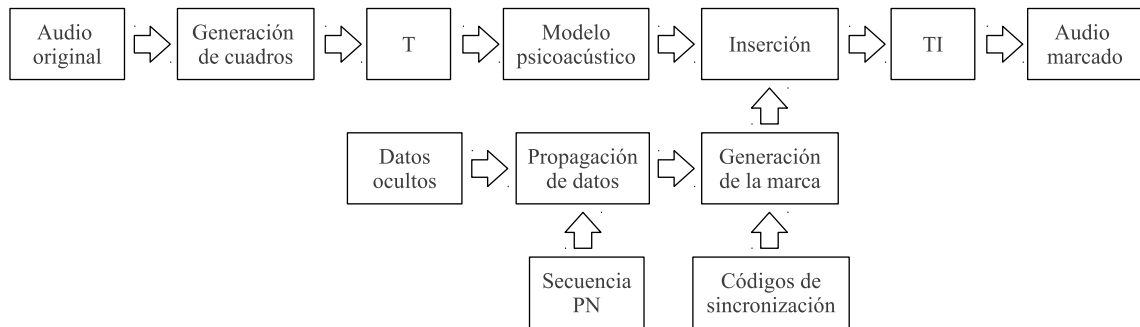 Audio
original
Generación
de cuadros
T
Modelo
psicoacústico
Inserción
TI
Audio
marcado
Datos
ocultos
Propagación
de datos
Generación
de la marca
Secuencia
PN
Códigos de
sincronización